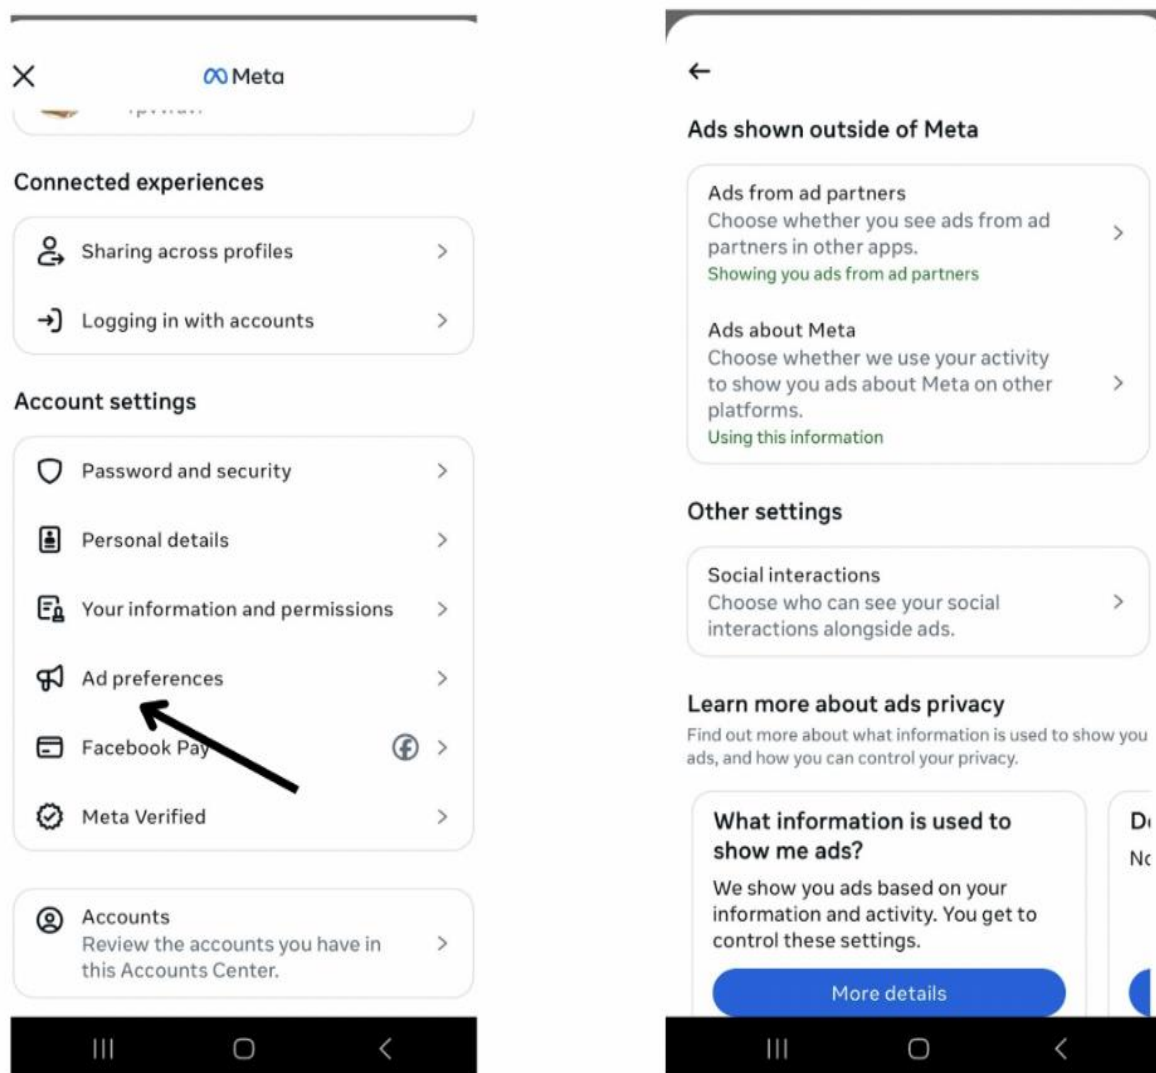 Meta
Connected experiences
Sharing across profiles
Logging in with accounts
Account settings
Password and security
Personal details
Your information and permissions
Ad preferences
Facebook Pay
Meta Verified
Accounts
Review the accounts you have in
this Accounts Center.
Ads shown outside of Meta
Ads from ad partners
Choose whether you see ads from ad
partners in other apps.
Showing you ads from ad partners
Ads about Meta
Choose whether we use your activity
to show you ads about Meta on other
platforms.
Using this information
Other settings
Social interactions
Choose who can see your social
interactions alongside ads.
Learn more about ads privacy
Find out more about what information is used to show you
ads, and how you can control your privacy.
What information is used to
show me ads?
We show you ads based on your
information and activity. You get to
control these settings.
More details